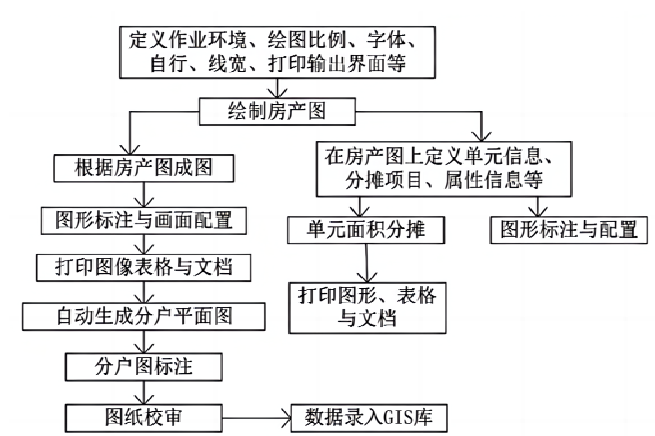 定义作业环境、绘图比例、字体、
自行、线宽、打印输出界面等
绘制房产图
根据房产图成图
在房产图上定义单元信息、
分摊项目、属性信息等
图形标注与画面配置
单元面积分摊
图形标注与配置
打印图像表格与文档
打印图形、表格
与文档
自动生成分户平面图
分户图标注
图纸校审
数据录入GIS库